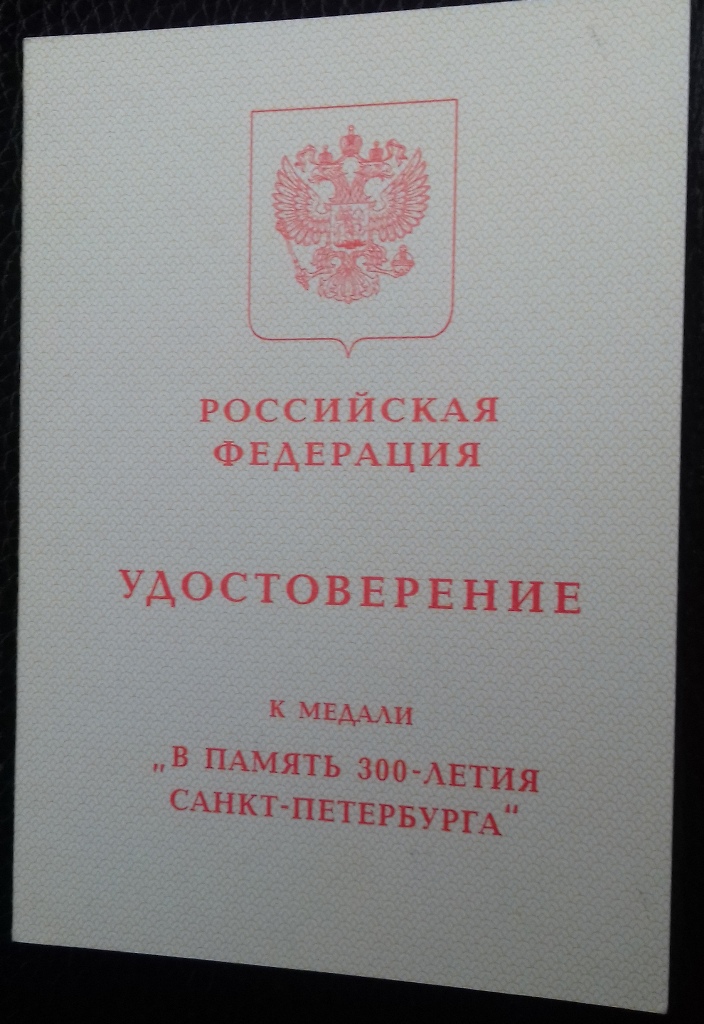 РОССИЙСКАЯ
ФЕДЕРАЦИЯ
УДОСТОВЕРЕНИЕ
К МЕДАЛИ
„В ПАМЯТЬ 300-ЛЕТИЯ
САНКТ-ПЕТЕРБУРГА“